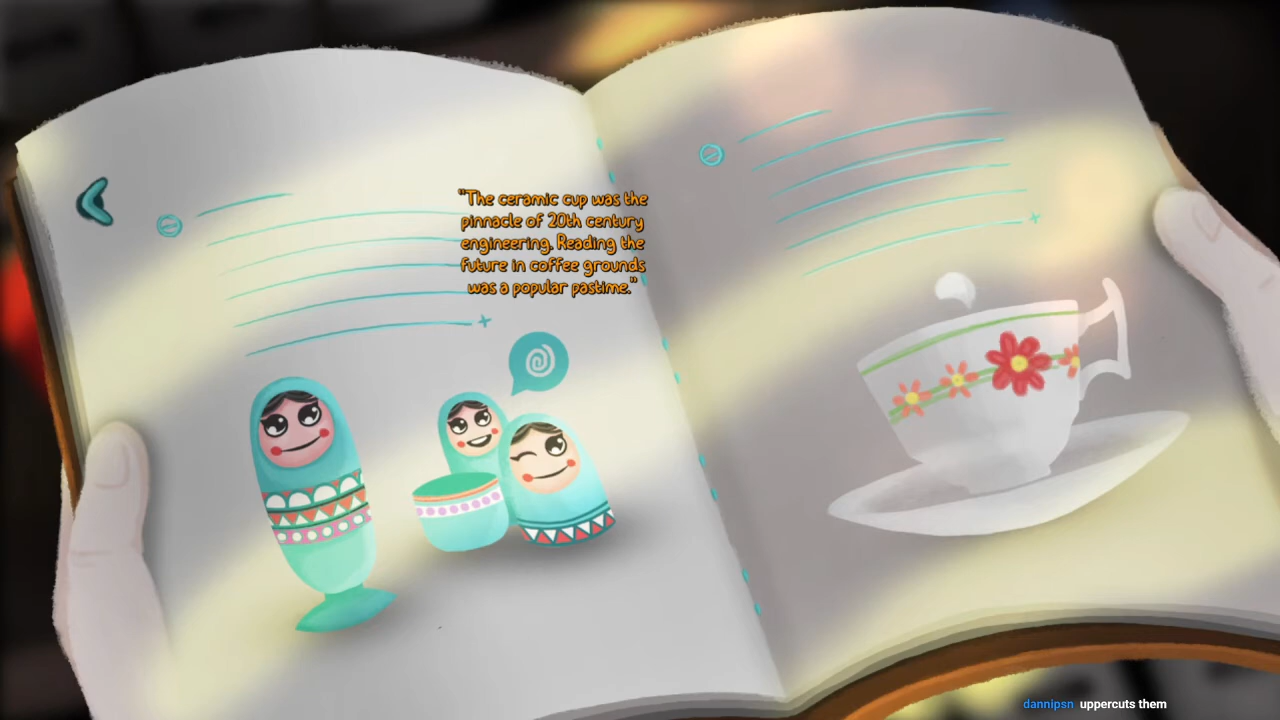 "The ceramic cup was the
pinnacle of 20th century
engineering. Reading the
future in coffee grounds
was a popular pastime."
dannipsn uppercuts them